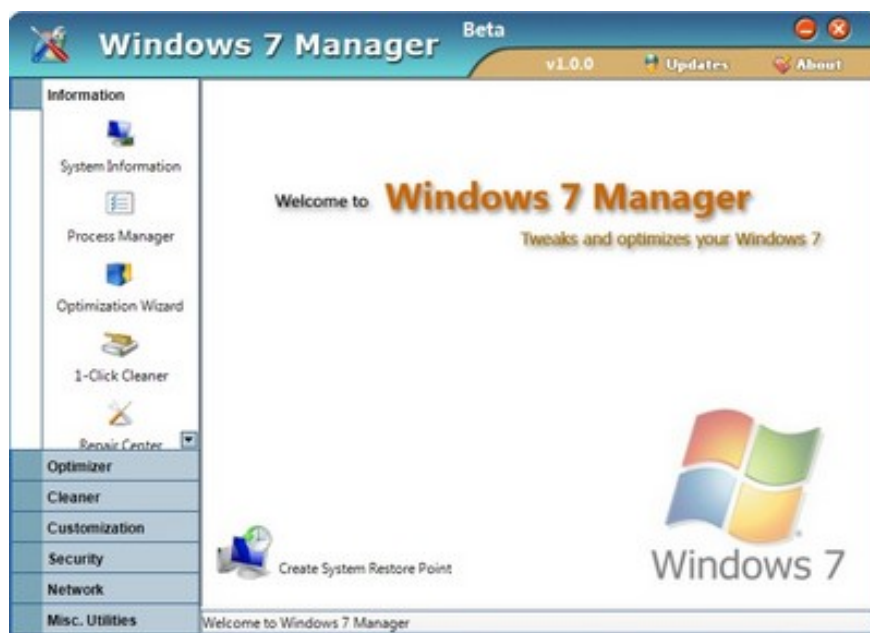 Windows 7 Manager
Beta
v1.0.0
Updates
About
Information
System Information
Process Manager
Optimization Wizard
1-Click Cleaner
Repair Center
Optimizer
Cleaner
Customization
Security
Network
Misc. Utilities
Welcome to Windows 7 Manager
Tweaks and optimizes your Windows 7
Create System Restore Point
Windows 7
Welcome to Windows 7 Manager